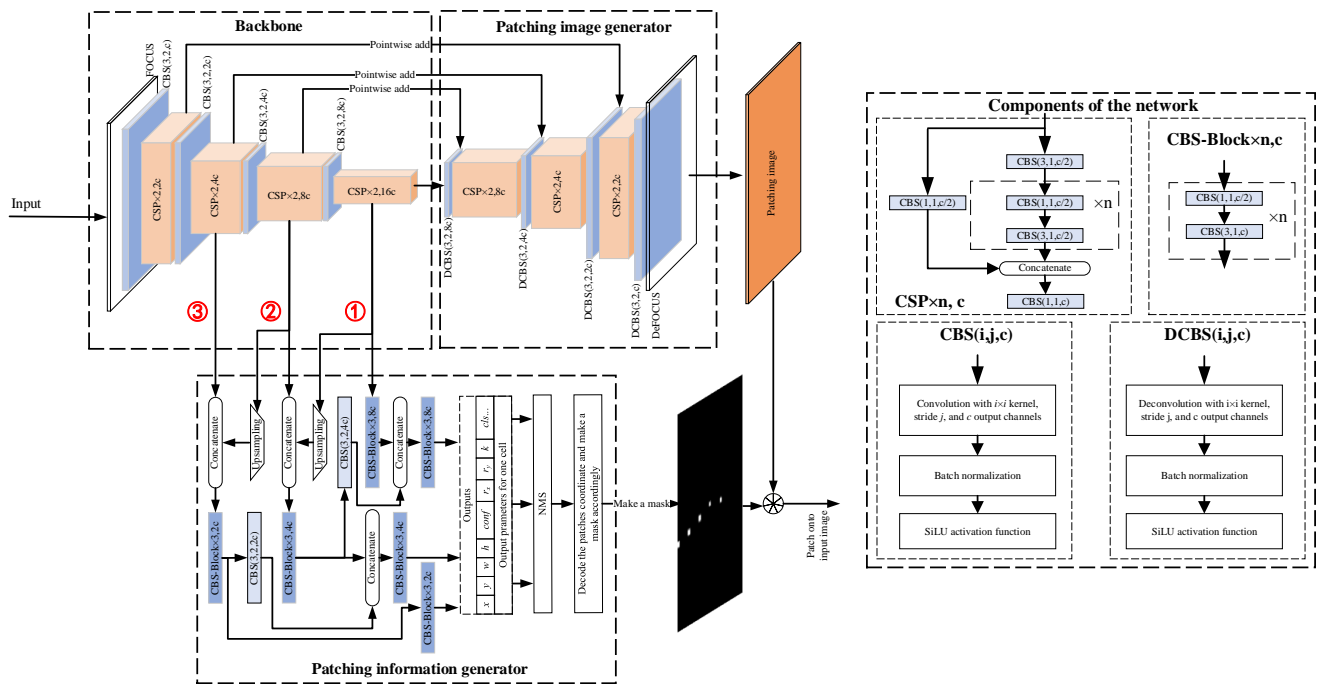 Backbone
FOCUS
CBS(3,2,c)
CBS(3,2,2c)
CBS(3,2,4c)
CBS(3,2,8c)
CSP×2,2c
CSP×2,4c
CSP×2,8c
CSP×2,16c
Input
Patching image generator
Pointwise add
Pointwise add
Pointwise add
DCBS(3,2,8c)
CSP×2,8c
DCBS(3,2,4c)
CSP×2,4c
DCBS(3,2,2c)
CSP×2,2c
DCBS(3,2,c)
DeFOCUS
Patching image
③
②
①
Concatenate
Upsampling
Concatenate
Upsampling
CBS(3,2,4c)
CBS-Block×3,8c
Concatenate
CBS-Block×3,8c
CBS-Block×3,2c
CBS(3,2,2c)
CBS-Block×3,4c
Concatenate
CBS-Block×3,4c
CBS-Block×3,2c
Outputs
x y w h conf rx ry k cls...
Output prameters for one cell
NMS
Decode the patches coordinate and make a
mask accordingly
Make a mask
Patch onto
input image
Patching information generator
Components of the network
CBS(3,1,c/2)
CBS(1,1,c/2)
CBS(1,1,c/2)
×n
CBS(3,1,c/2)
Concatenate
CBS(1,1,c)
CSP×n, c
CBS-Block×n,c
CBS(1,1,c/2)
×n
CBS(3,1,c)
CBS(i,j,c)
Convolution with i×i kernel,
stride j, and c output channels
Batch normalization
SiLU activation function
DCBS(i,j,c)
Deconvolution with i×i kernel,
stride j, and c output channels
Batch normalization
SiLU activation function